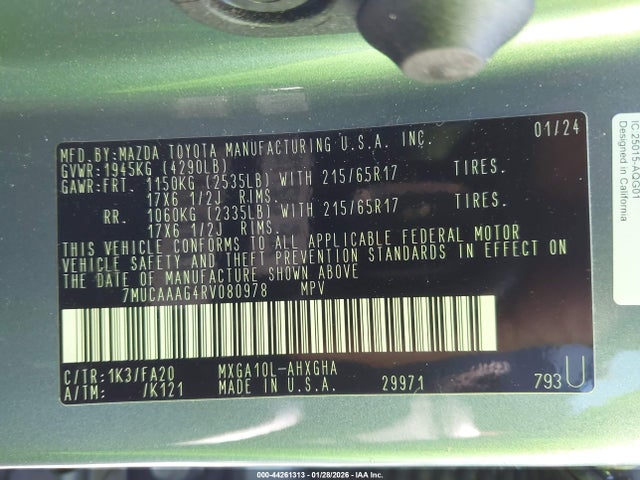 MFD.BY:MAZDA TOYOTA MANUFACTURING U.S.A. INC. 01/24
GVWR:1945KG (4290LB)
GAWR:FRT. 1150KG (2535LB) WITH 215/65R17 TIRES.
17X6 1/2J RIMS.
RR. 1060KG (2335LB) WITH 215/65R17 TIRES.
17X6 1/2J RIMS.
THIS VEHICLE CONFORMS TO ALL APPLICABLE FEDERAL MOTOR
VEHICLE SAFETY AND THEFT PREVENTION STANDARDS IN EFFECT ON
THE DATE OF MANUFACTURE SHOWN ABOVE
7MUCAAAG4RV080978 MPV
C/TR:1K3/FA20 MXGA10L-AHXGHA
A/TM: /K121 MADE IN U.S.A. 29971 793U
IC 25015-AQG01
Designed in California
000-44261313 - 01/28/2026 - IAA Inc.